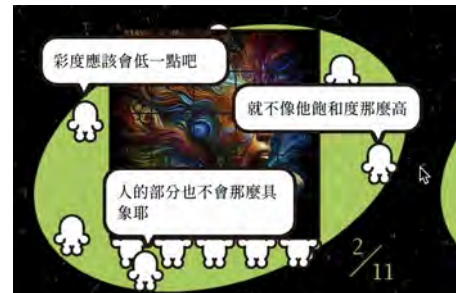 彩度應該會低一點吧
就不像他飽和度那麼高
人的部分也不會那麼具
象耶
2/11